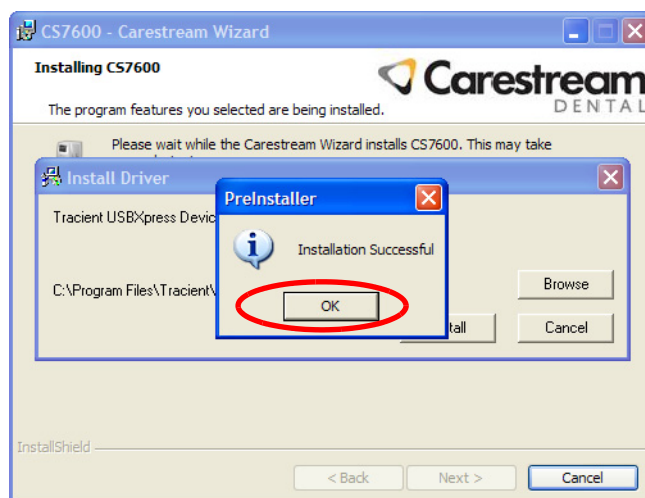 CS7600 - Carestream Wizard
Installing CS7600
Carestream
DENTAL
The program features you selected are being installed.
Please wait while the Carestream Wizard installs CS7600. This may take
Install Driver
PreInstaller
Tracient USBXpress Devic
Installation Successful
C:\Program Files\Tracient\
Browse
OK
tall
Cancel
InstallShield
< Back
Next >
Cancel